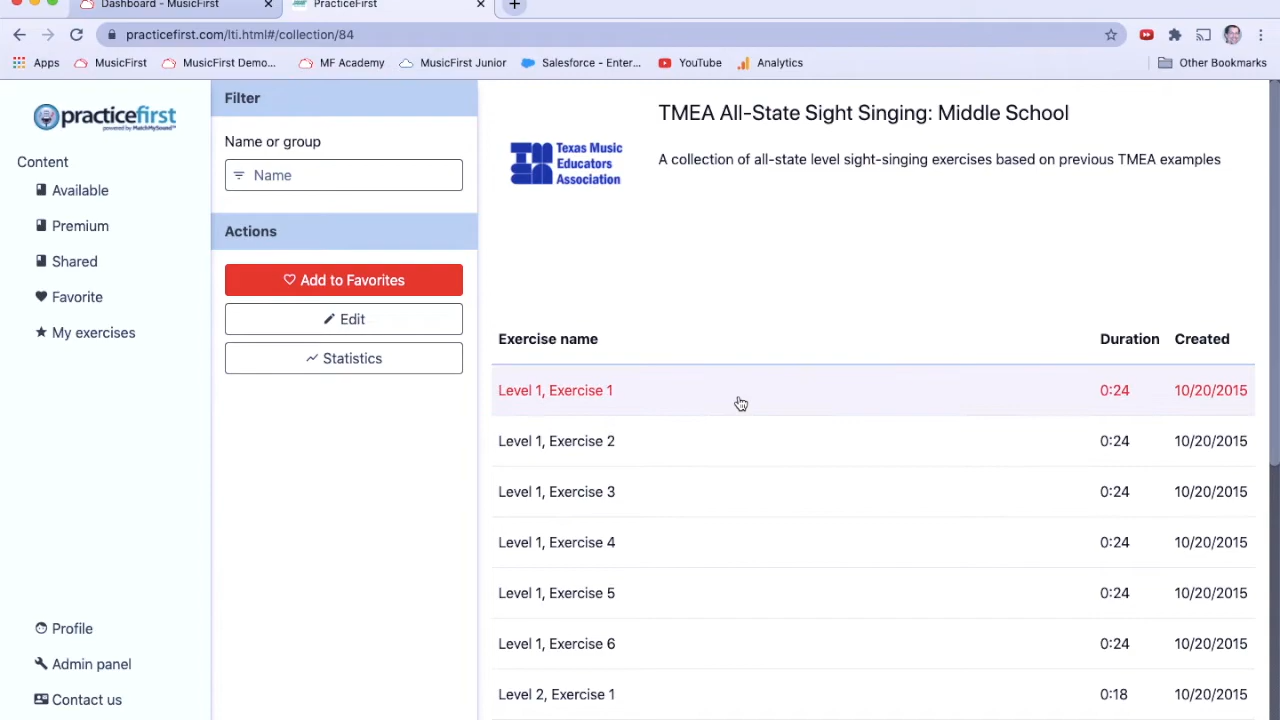 Dashboard - MusicFirst
PracticeFirst
practicefirst.com/lti.html#/collection/84
Apps
MusicFirst
MusicFirst Demo...
MF Academy
MusicFirst Junior
Salesforce - Enter...
YouTube
Analytics
Other Bookmarks
practicefirst
powered by MatchMySound™
Content
Available
Premium
Shared
Favorite
My exercises
Profile
Admin panel
Contact us
Filter
Name or group
Name
Actions
Add to Favorites
Edit
Statistics
Texas Music
Educators
Association
TMEA All-State Sight Singing: Middle School
A collection of all-state level sight-singing exercises based on previous TMEA examples
Exercise name Duration Created
Level 1, Exercise 1 0:24 10/20/2015
Level 1, Exercise 2 0:24 10/20/2015
Level 1, Exercise 3 0:24 10/20/2015
Level 1, Exercise 4 0:24 10/20/2015
Level 1, Exercise 5 0:24 10/20/2015
Level 1, Exercise 6 0:24 10/20/2015
Level 2, Exercise 1 0:18 10/20/2015